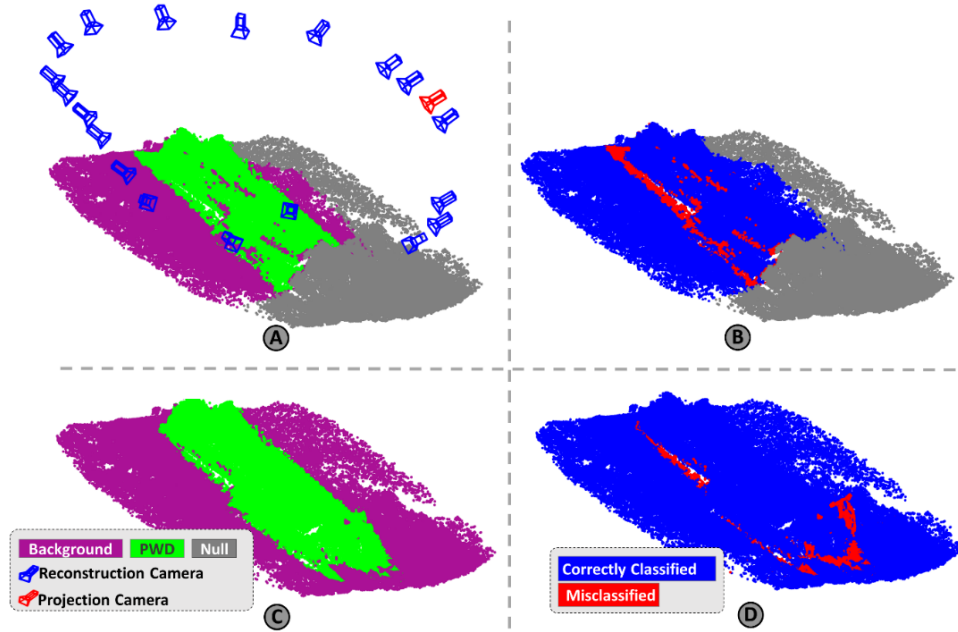 A
B
Background PWD Null
Reconstruction Camera
Projection Camera
C
Correctly Classified
Misclassified
D